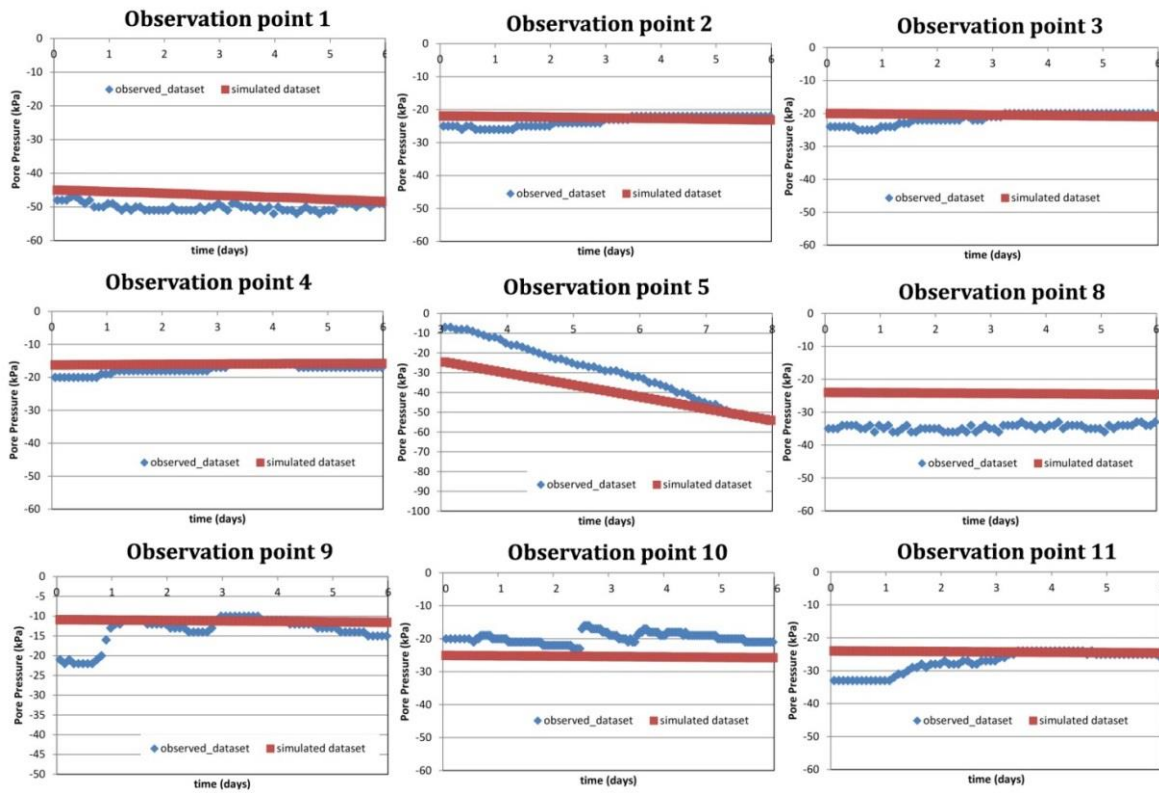 Observation point 1
0
0 1 2 3 4 5 6
-10
-20
-30
-40
-50
-60
Pore Pressure (kPa)
observed_dataset simulated dataset
time (days)
Observation point 2
0
0 1 2 3 4 5 6
-10
-20
-30
-40
-50
-60
Pore Pressure (kPa)
observed_dataset simulated dataset
time (days)
Observation point 3
0
0 1 2 3 4 5 6
-10
-20
-30
-40
-50
-60
Pore Pressure (kPa)
observed_dataset simulated dataset
time (days)
Observation point 4
0
0 1 2 3 4 5 6
-10
-20
-30
-40
-50
-60
Pore Pressure (kPa)
observed_dataset simulated dataset
time (days)
Observation point 5
0
3 4 5 6 7 8
-10
-20
-30
-40
-50
-60
-70
-80
-90
-100
Pore Pressure (kPa)
observed_dataset simulated dataset
time (days)
Observation point 8
0
0 1 2 3 4 5 6
-10
-20
-30
-40
-50
-60
Pore Pressure (kPa)
observed_dataset simulated dataset
time (days)
Observation point 9
0
0 1 2 3 4 5 6
-5
-10
-15
-20
-25
-30
-35
-40
-45
-50
Pore Pressure (kPa)
observed_dataset simulated dataset
time (days)
Observation point 10
0
0 1 2 3 4 5 6
-10
-20
-30
-40
-50
-60
Pore Pressure (kPa)
observed_dataset simulated dataset
time (days)
Observation point 11
0
0 1 2 3 4 5
-10
-20
-30
-40
-50
-60
Pore Pressure (kPa)
observed_dataset simulated dataset
time (days)